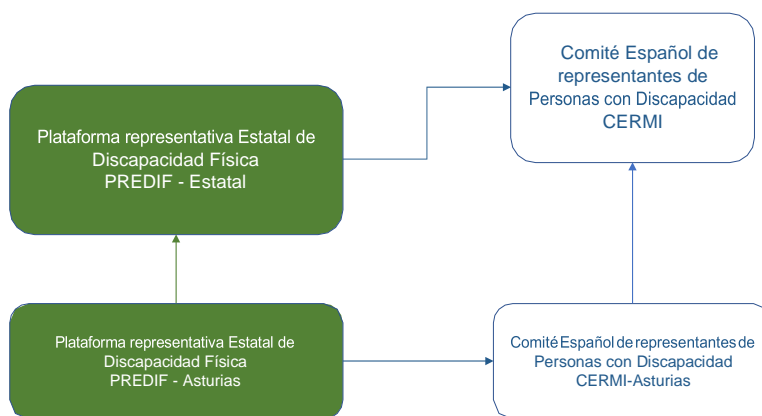 Comité Español de
representantes de
Personas con Discapacidad
CERMI
Plataforma representativa Estatal de
Discapacidad Física
PREDIF - Estatal
Plataforma representativa Estatal de
Discapacidad Física
PREDIF - Asturias
Comité Español de representantes de
Personas con Discapacidad
CERMI-Asturias